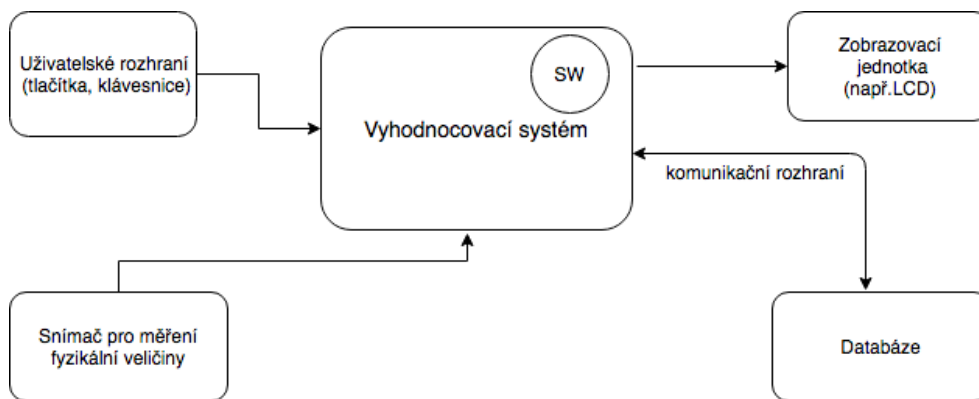 Uživatelské rozhraní
(tlačítka, klávesnice)
SW
Vyhodnocovací systém
Zobrazovací
jednotka
(např.LCD)
komunikační rozhraní
Snímač pro měření
fyzikální veličiny
Databáze